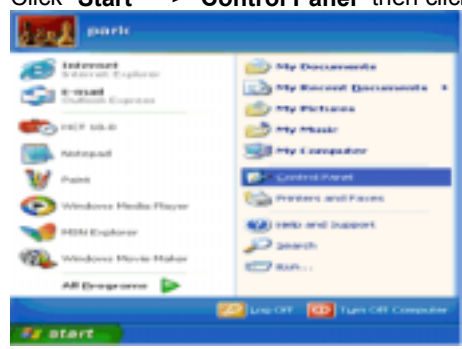 Click "Start" -> "Control Panel" then clic
park
Internet
Internet Explorer
E-mail
Outlook Express
Notepad
Paint
Windows Media Player
MSN Explorer
Windows Movie Maker
All Programs
My Documents
My Recent Documents
My Pictures
My Music
My Computer
Control Panel
Printers and Faxes
Help and Support
Search
Run...
Log Off
Turn Off Computer
start